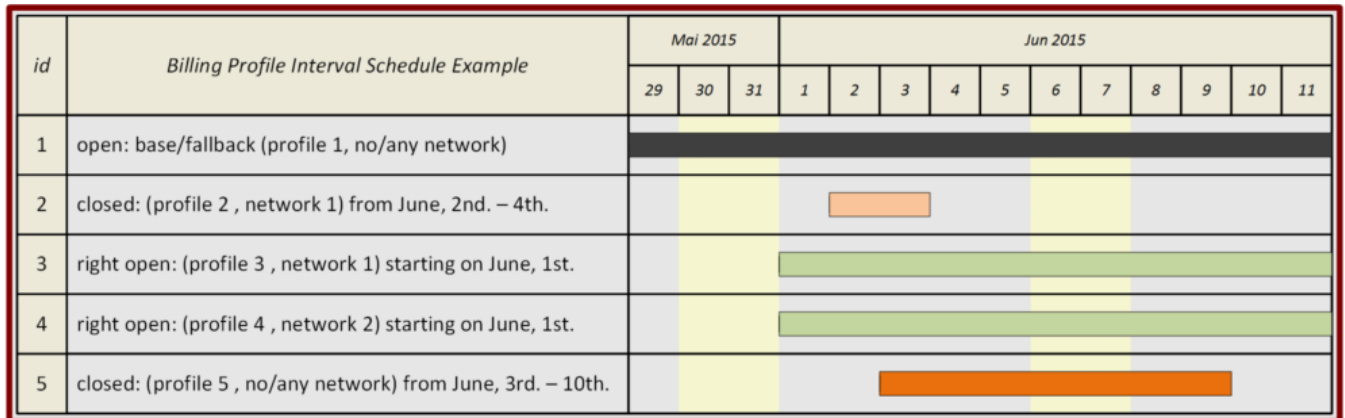 id Billing Profile Interval Schedule Example Mai 2015 Jun 2015
29 30 31 1 2 3 4 5 6 7 8 9 10 11
1 open: base/fallback (profile 1, no/any network)
2 closed: (profile 2 , network 1) from June, 2nd. – 4th.
3 right open: (profile 3 , network 1) starting on June, 1st.
4 right open: (profile 4 , network 2) starting on June, 1st.
5 closed: (profile 5 , no/any network) from June, 3rd. – 10th.